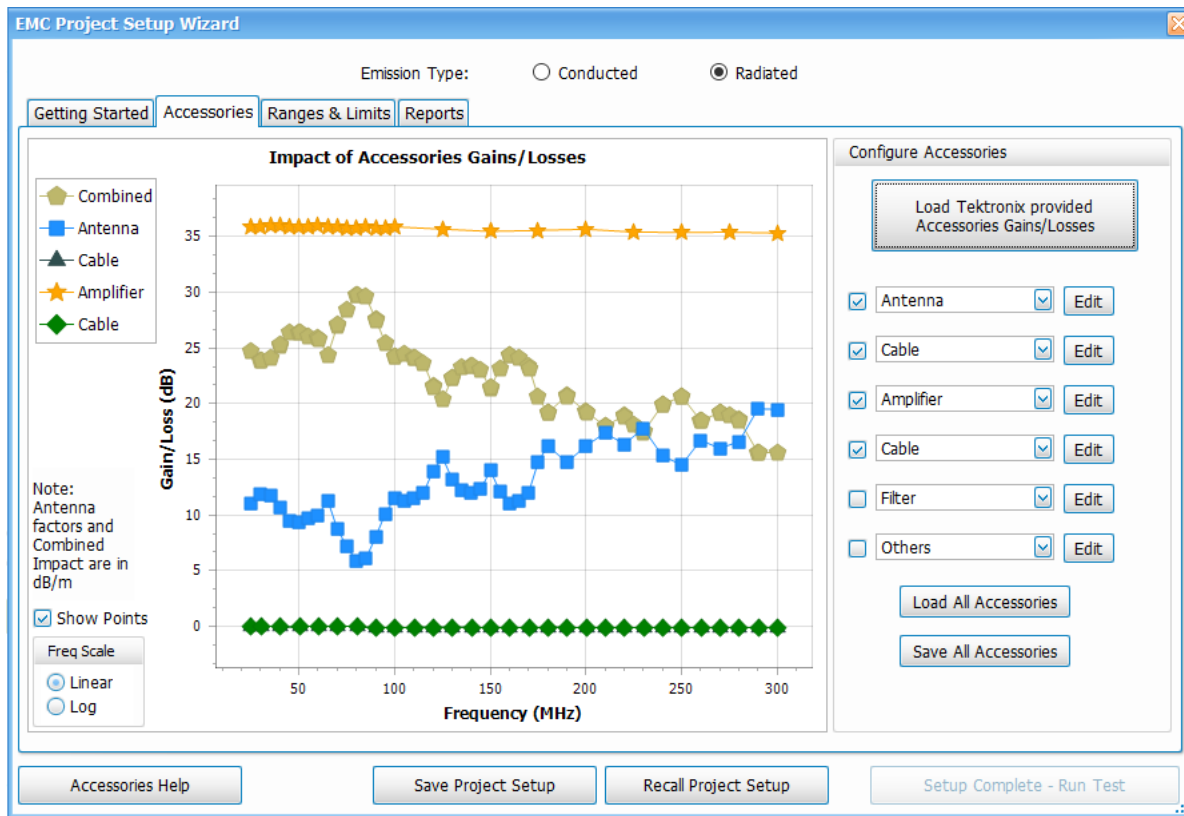 EMC Project Setup Wizard
Emission Type:
Conducted
Radiated
Getting Started
Accessories
Ranges & Limits
Reports
Impact of Accessories Gains/Losses
Combined
Antenna
Cable
Amplifier
Cable
Note:
Antenna
factors and
Combined
Impact are in
dB/m
Show Points
Freq Scale
Linear
Log
Gain/Loss (dB)
35
30
25
20
15
10
5
0
50
100
150
200
250
300
Frequency (MHz)
Configure Accessories
Load Tektronix provided
Accessories Gains/Losses
Antenna
Edit
Cable
Edit
Amplifier
Edit
Cable
Edit
Filter
Edit
Others
Edit
Load All Accessories
Save All Accessories
Accessories Help
Save Project Setup
Recall Project Setup
Setup Complete - Run Test